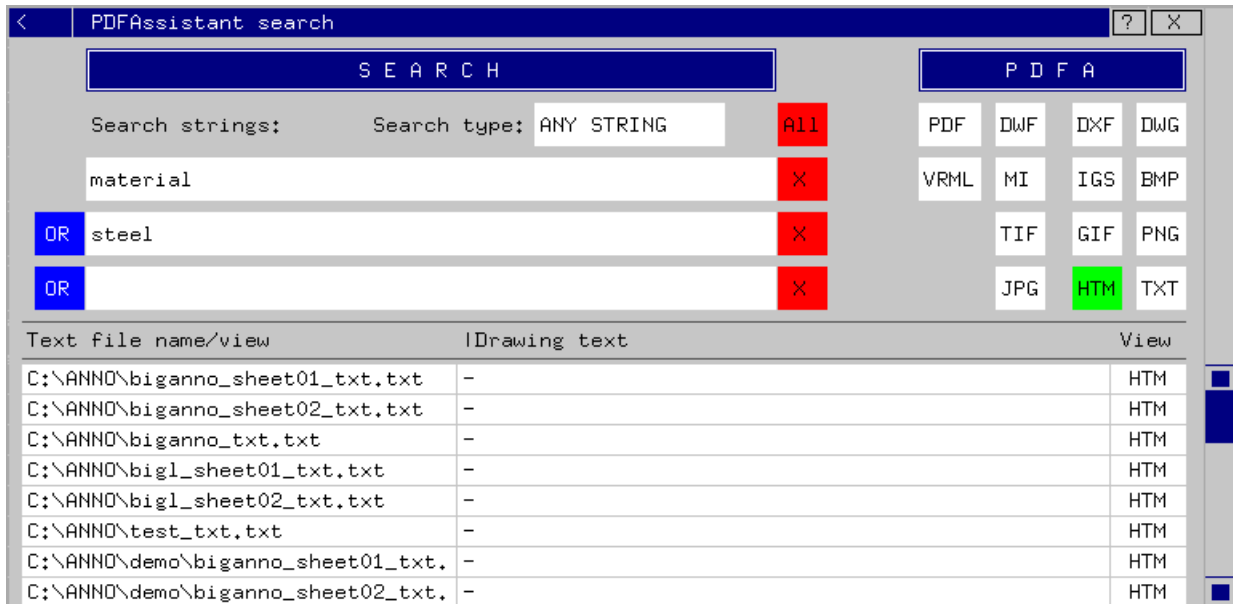 < PDFAssistant search ? X
S E A R C H P D F A
Search strings: Search type: ANY STRING All PDF DWF DXF DWG
material X VRML MI IGS BMP
OR steel X TIF GIF PNG
OR X JPG HTM TXT
Text file name/view |Drawing text View
C:\ANNO\biganno_sheet01_txt.txt - HTM
C:\ANNO\biganno_sheet02_txt.txt - HTM
C:\ANNO\biganno_txt.txt - HTM
C:\ANNO\bigl_sheet01_txt.txt - HTM
C:\ANNO\bigl_sheet02_txt.txt - HTM
C:\ANNO\test_txt.txt - HTM
C:\ANNO\demo\biganno_sheet01_txt. - HTM
C:\ANNO\demo\biganno_sheet02_txt. - HTM